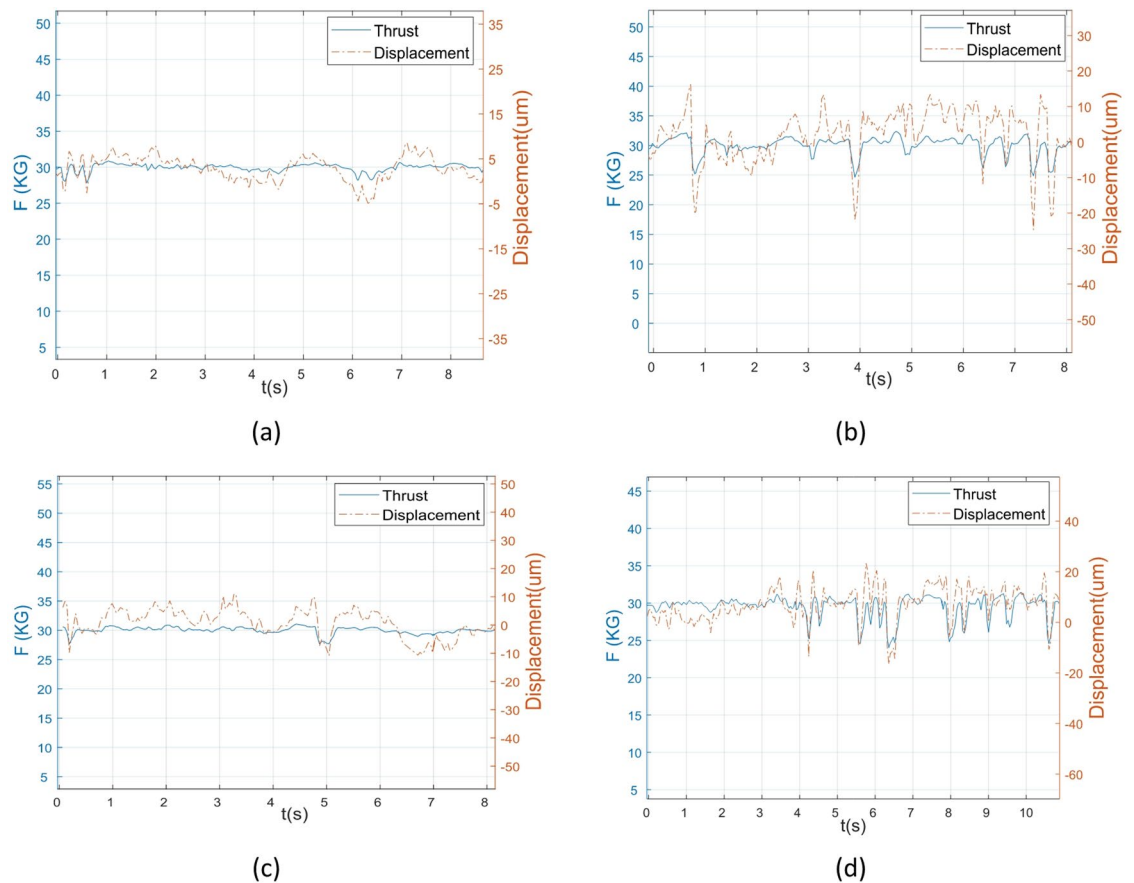 50
45
40
35
30
25
20
15
10
5
F (KG)
Thrust
Displacement
35
25
15
5
-5
-15
-25
-35
Displacement(um)
0 1 2 3 4 5 6 7 8
t(s)
(a)
50
45
40
35
30
25
20
15
10
5
0
F (KG)
Thrust
Displacement
30
20
10
0
-10
-20
-30
-40
-50
Displacement(um)
0 1 2 3 4 5 6 7 8
t(s)
(b)
55
50
45
40
35
30
25
20
15
10
5
F (KG)
Thrust
Displacement
50
40
30
20
10
0
-10
-20
-30
-40
-50
Displacement(um)
0 1 2 3 4 5 6 7 8
t(s)
(c)
45
40
35
30
25
20
15
10
5
F (KG)
Thrust
Displacement
40
20
0
-20
-40
-60
Displacement(um)
0 1 2 3 4 5 6 7 8 9 10
t(s)
(d)